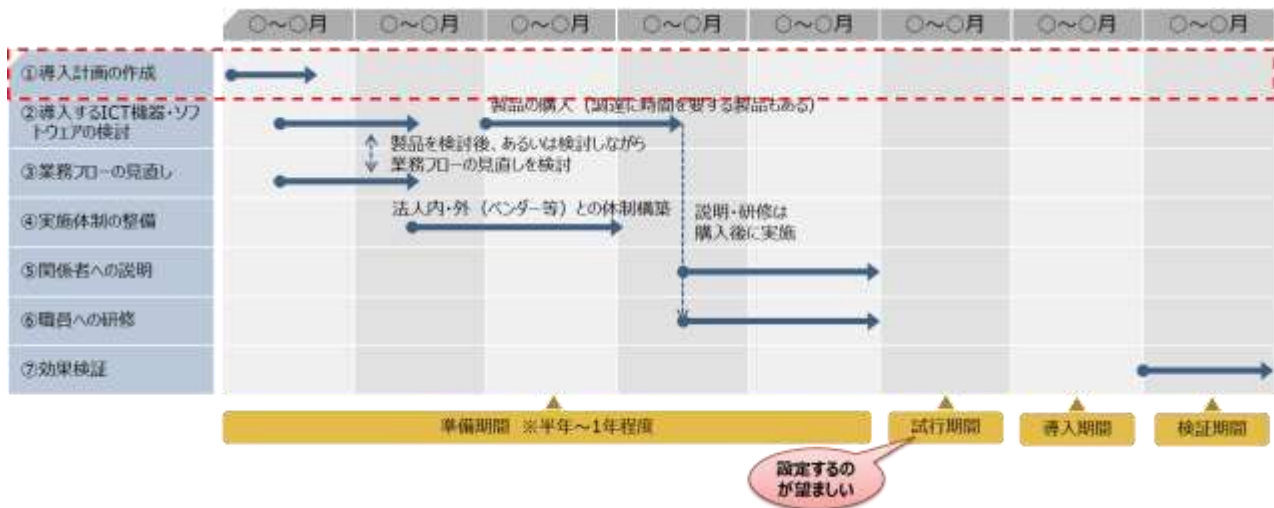 ○～○月 ○～○月 ○～○月 ○～○月 ○～○月 ○～○月 ○～○月 ○～○月
①導入計画の作成
②導入するICT機器・ソフ
トウェアの検討
製品の購入（調達に時間を要する製品もある）
製品を検討後、あるいは検討しながら
業務フローの見直しを検討
③業務フローの見直し
④実施体制の整備
法人内・外（ベンダー等）との体制構築
説明・研修は
購入後に実施
⑤関係者への説明
⑥職員への研修
⑦効果検証
準備期間 ※半年～1年程度
試行期間
導入期間
検証期間
設定するの
が望ましい